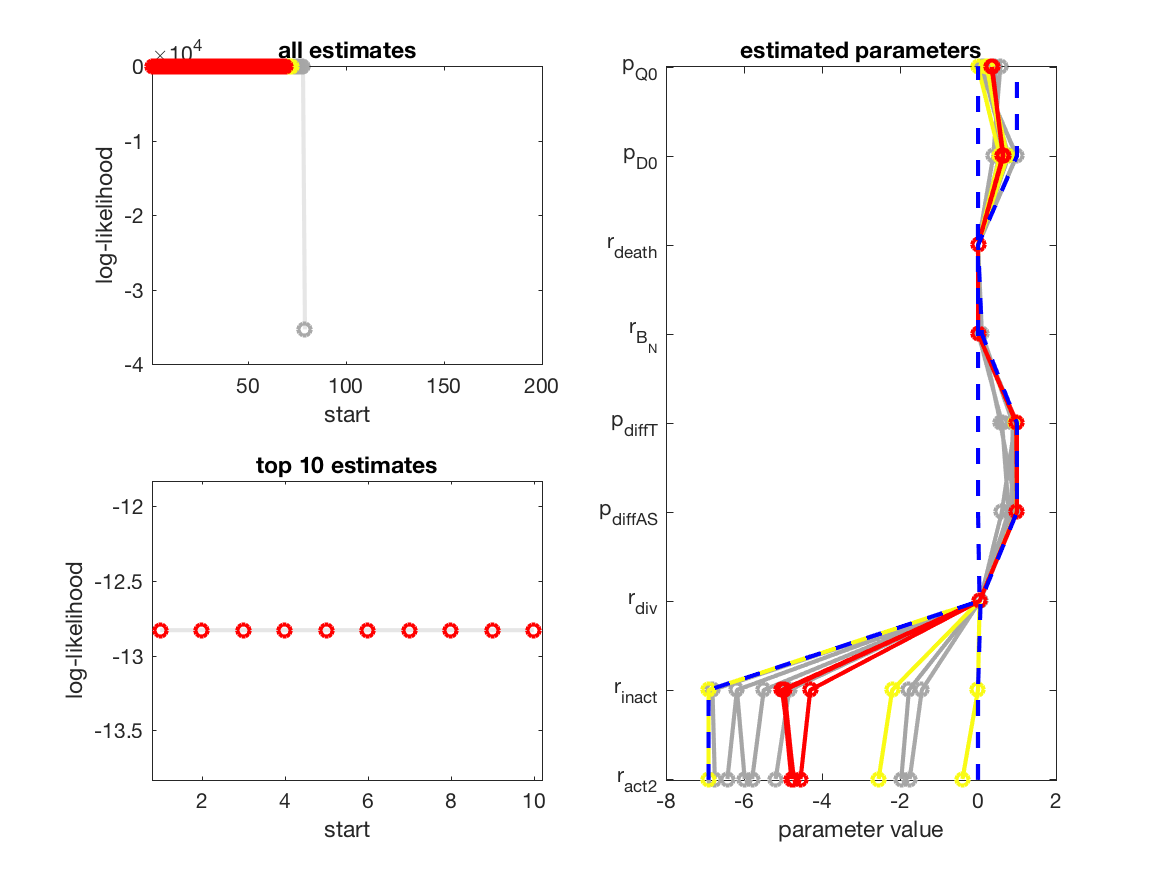 ×10^4
all estimates
0
-1
-2
-3
-4
log-likelihood
50
100
150
200
start
top 10 estimates
-12
-12.5
-13
-13.5
log-likelihood
2
4
6
8
10
start
estimated parameters
p_Q0
p_D0
r_death
r_B_N
p_diffT
p_diffAS
r_div
r_inact
r_act2
-8
-6
-4
-2
0
2
parameter value